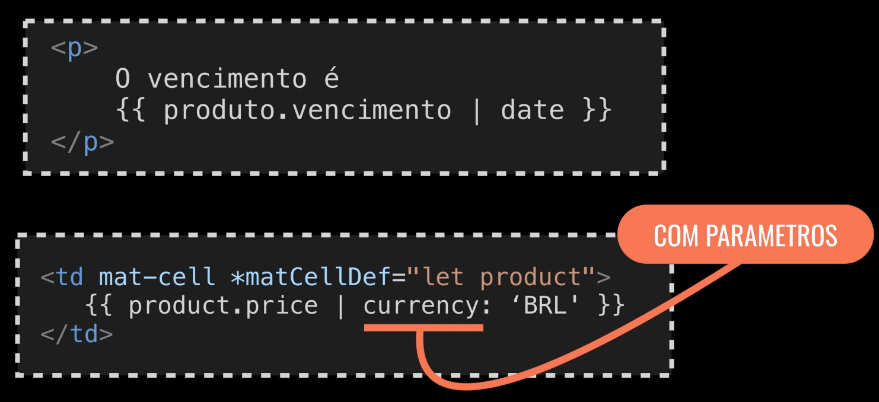 <p>
O vencimento é
{{ produto.vencimento | date }}
</p>
COM PARAMETROS
<td mat-cell *matCellDef="let product">
{{ product.price | currency: ‘BRL' }}
</td>